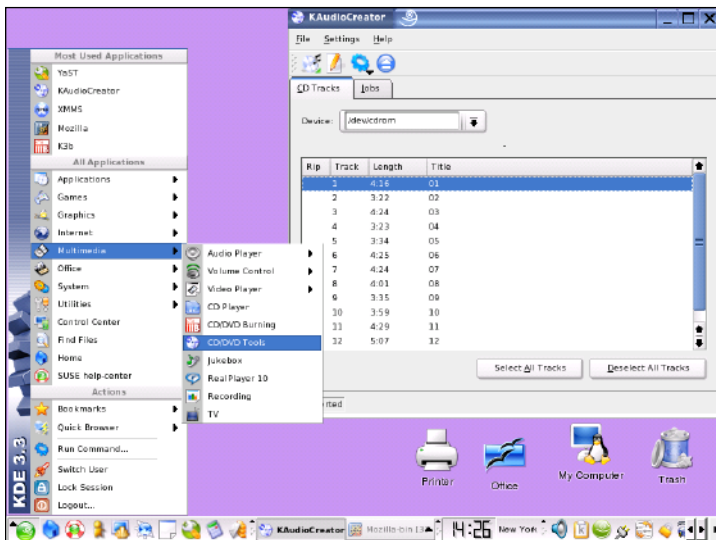 KAudioCreator
File Settings Help
CD Tracks Jobs
Device: /dev/cdrom
Rip Track Length Title
1 4:16 01
2 3:22 02
3 4:24 03
4 3:23 04
5 3:34 05
6 4:25 06
7 4:24 07
8 4:01 08
9 3:35 09
10 3:59 10
11 4:29 11
12 5:07 12
Select All Tracks Deselect All Tracks
Most Used Applications
YaST
KAudioCreator
XMMS
Mozilla
K3b
All Applications
Applications
Games
Graphics
Internet
Multimedia
Office
System
Utilities
Control Center
Find Files
Home
SUSE help-center
Actions
Bookmarks
Quick Browser
Run Command...
Switch User
Lock Session
Logout...
KDE 3.3
Audio Player
Volume Control
Video Player
CD Player
CD/DVD Burning
CD/DVD Tools
Jukebox
RealPlayer 10
Recording
TV
Printer
Office
My Computer
Trash
KAudioCreator
Mozilla-bin [3
14:26
New York